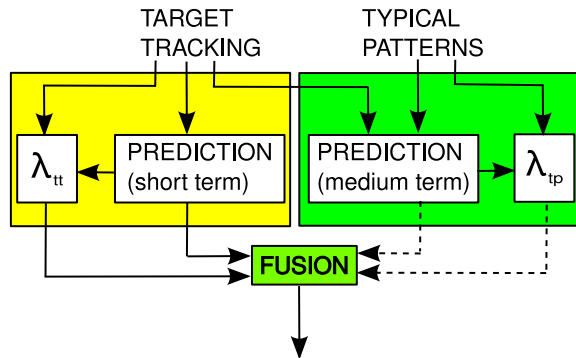 TARGET
TRACKING
TYPICAL
PATTERNS
λtt
PREDICTION
(short term)
PREDICTION
(medium term)
λtp
FUSION